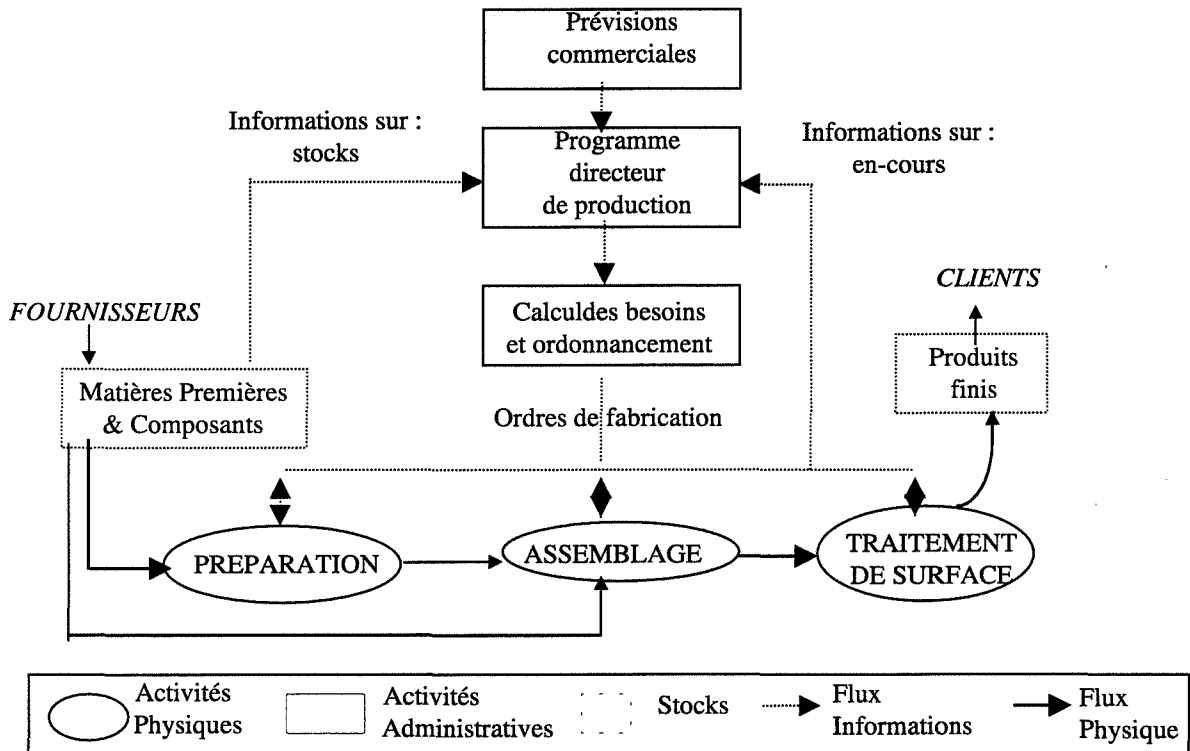 Prévisions
commerciales
Informations sur :
stocks
Programme
directeur
de production
Informations sur :
en-cours
FOURNISSEURS
CLIENTS
Calculdes besoins
et ordonnancement
Produits
finis
Matières Premières
& Composants
Ordres de fabrication
PREPARATION
ASSEMBLAGE
TRAITEMENT
DE SURFACE
Activités
Physiques
Activités
Administratives
Stocks
Flux
Informations
Flux
Physique